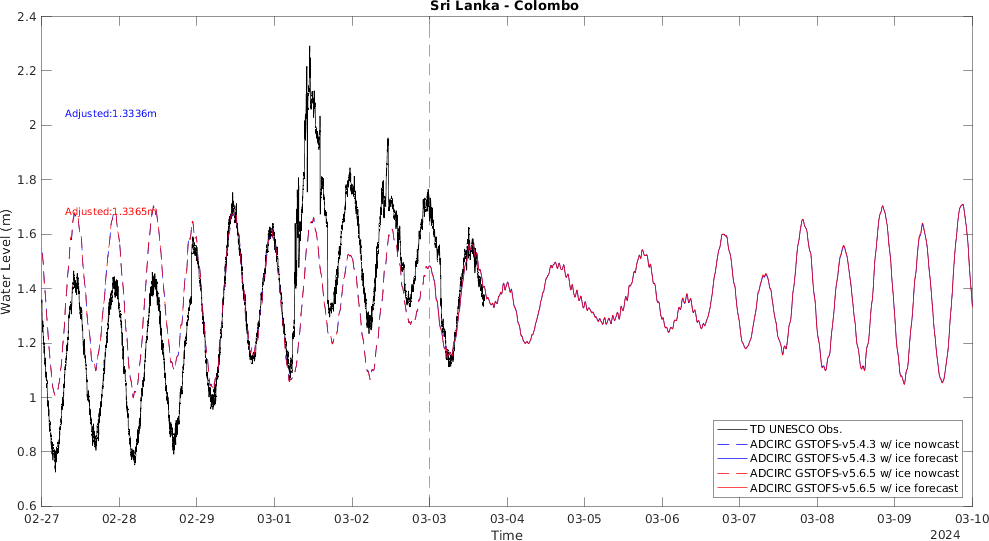 Sri Lanka - Colombo
2.4
2.2
2
1.8
1.6
1.4
1.2
1
0.8
0.6
Water Level (m)
Adjusted:1.3336m
Adjusted:1.3365m
TD UNESCO Obs.
ADCIRC GSTOFS-v5.4.3 w/ ice nowcast
ADCIRC GSTOFS-v5.4.3 w/ ice forecast
ADCIRC GSTOFS-v5.6.5 w/ ice nowcast
ADCIRC GSTOFS-v5.6.5 w/ ice forecast
02-27 02-28 02-29 03-01 03-02 03-03 03-04 03-05 03-06 03-07 03-08 03-09 03-10
Time
2024